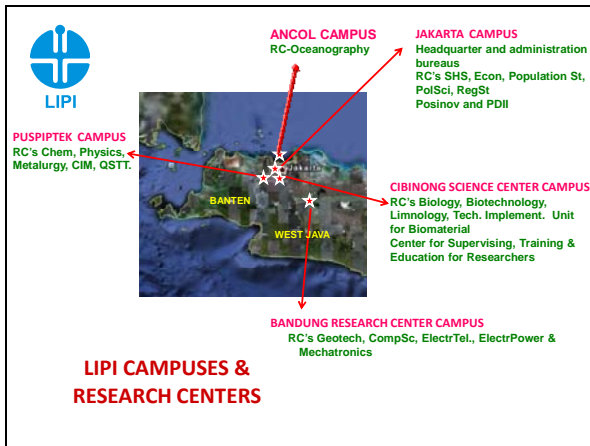 ANCOL CAMPUS
RC-Oceanography
JAKARTA CAMPUS
Headquarter and administration
bureaus
RC's SHS, Econ, Population St,
PolSci, RegSt
Posinov and PDII
LIPI
PUSPIPTEK CAMPUS
RC's Chem, Physics,
Metalurgy, CIM, QSTT.
Jakarta
BANTEN
WEST JAVA
CIBINONG SCIENCE CENTER CAMPUS
RC's Biology, Biotechnology,
Limnology, Tech. Implement. Unit
for Biomaterial
Center for Supervising, Training &
Education for Researchers
BANDUNG RESEARCH CENTER CAMPUS
RC's Geotech, CompSc, ElectrTel., ElectrPower &
Mechatronics
LIPI CAMPUSES &
RESEARCH CENTERS